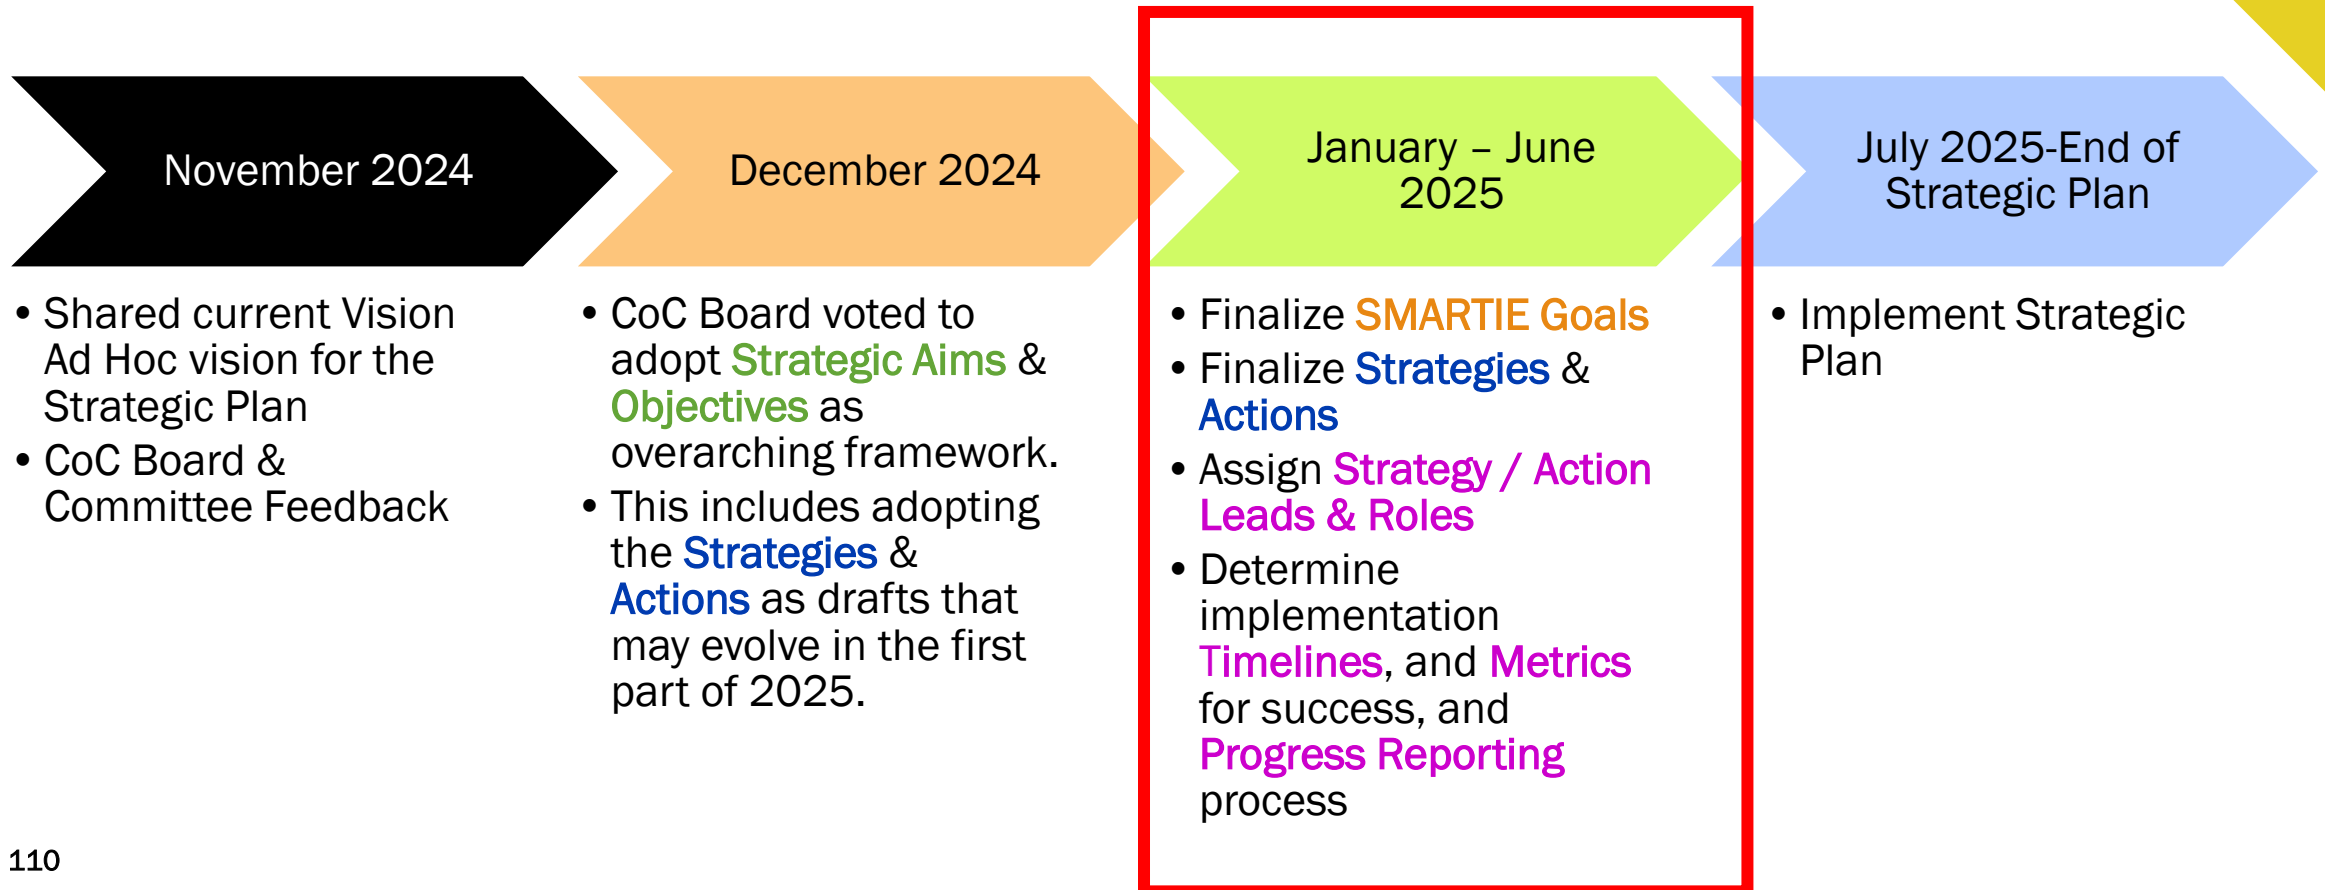 November 2024
December 2024
January – June
2025
July 2025-End of
Strategic Plan
• Shared current Vision
Ad Hoc vision for the
Strategic Plan
• CoC Board &
Committee Feedback
• CoC Board voted to
adopt Strategic Aims &
Objectives as
overarching framework.
• This includes adopting
the Strategies &
Actions as drafts that
may evolve in the first
part of 2025.
• Finalize SMARTIE Goals
• Finalize Strategies &
Actions
• Assign Strategy / Action
Leads & Roles
• Determine
implementation
Timelines, and Metrics
for success, and
Progress Reporting
process
• Implement Strategic
Plan
110